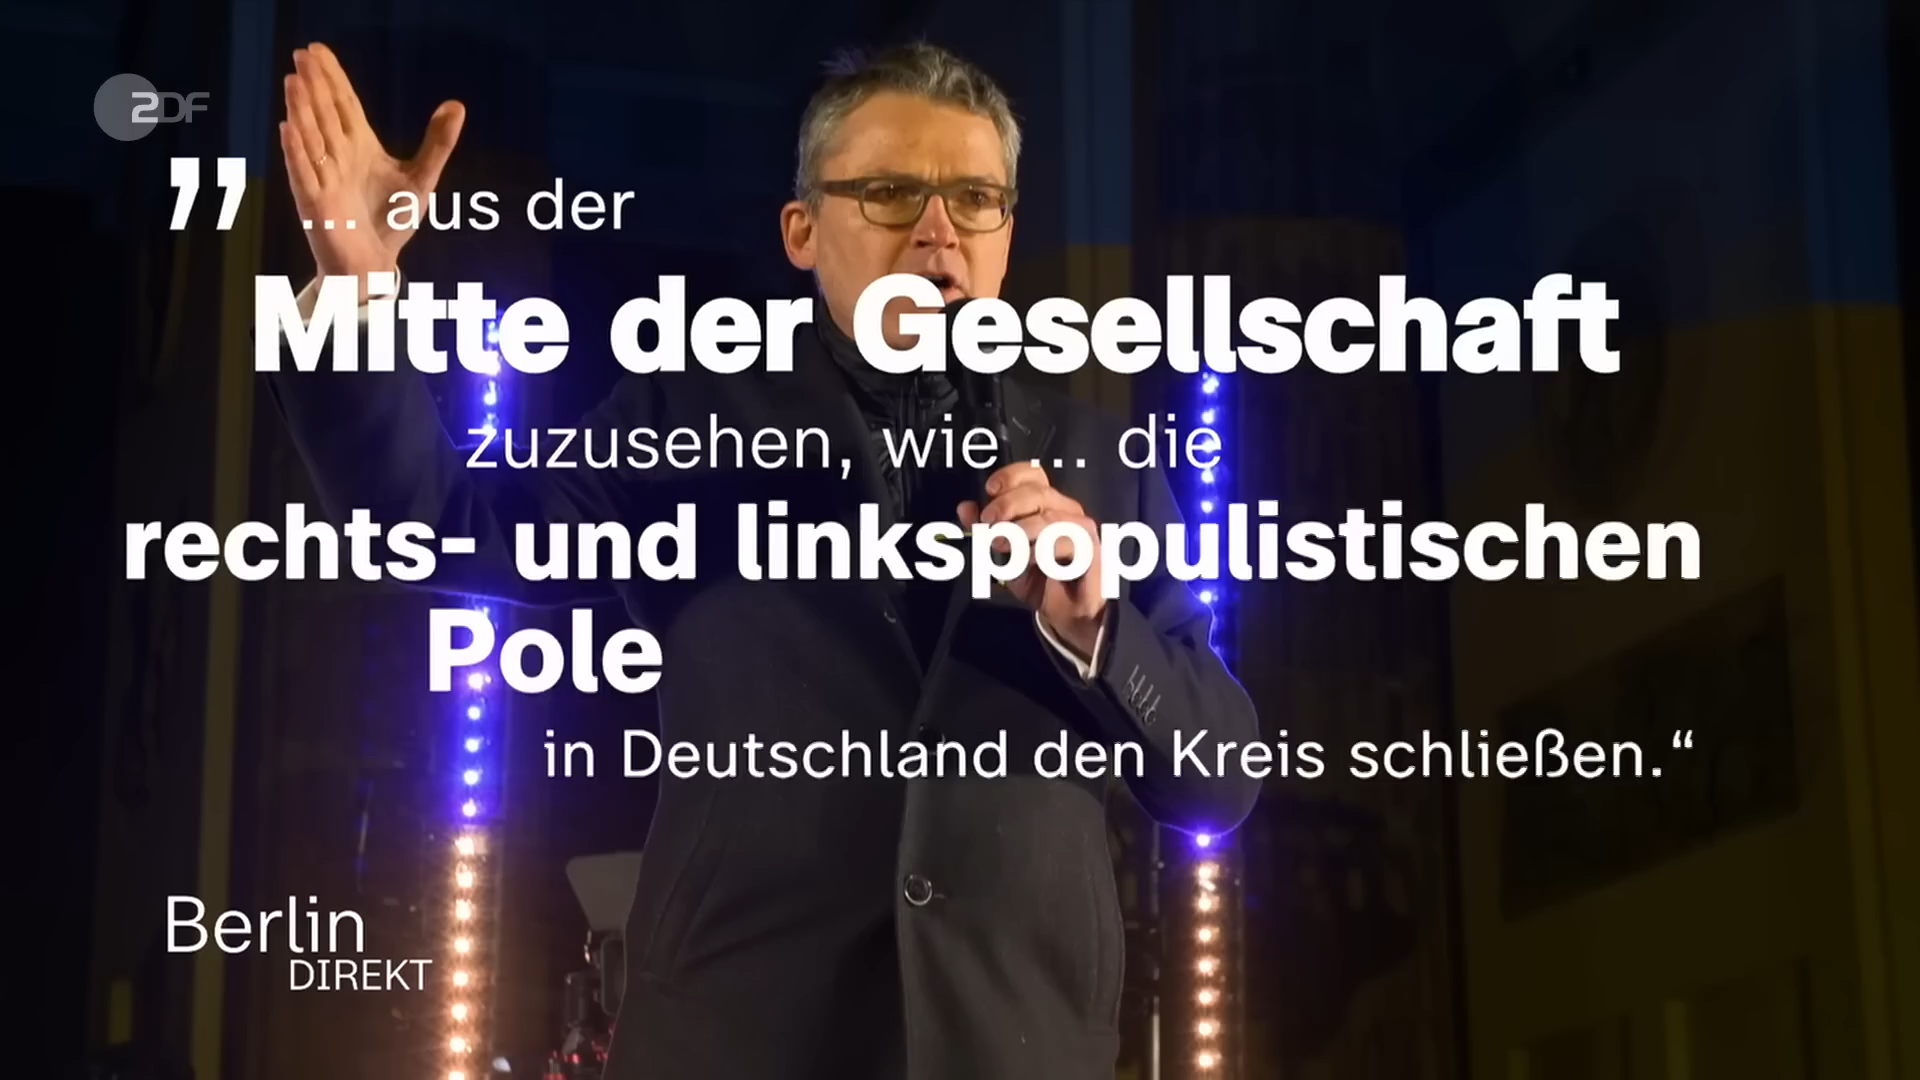 ZDF
” ... aus der
Mitte der Gesellschaft
zuzusehen, wie ... die
rechts- und linkspopulistischen
Pole
in Deutschland den Kreis schließen.“
Berlin
DIREKT